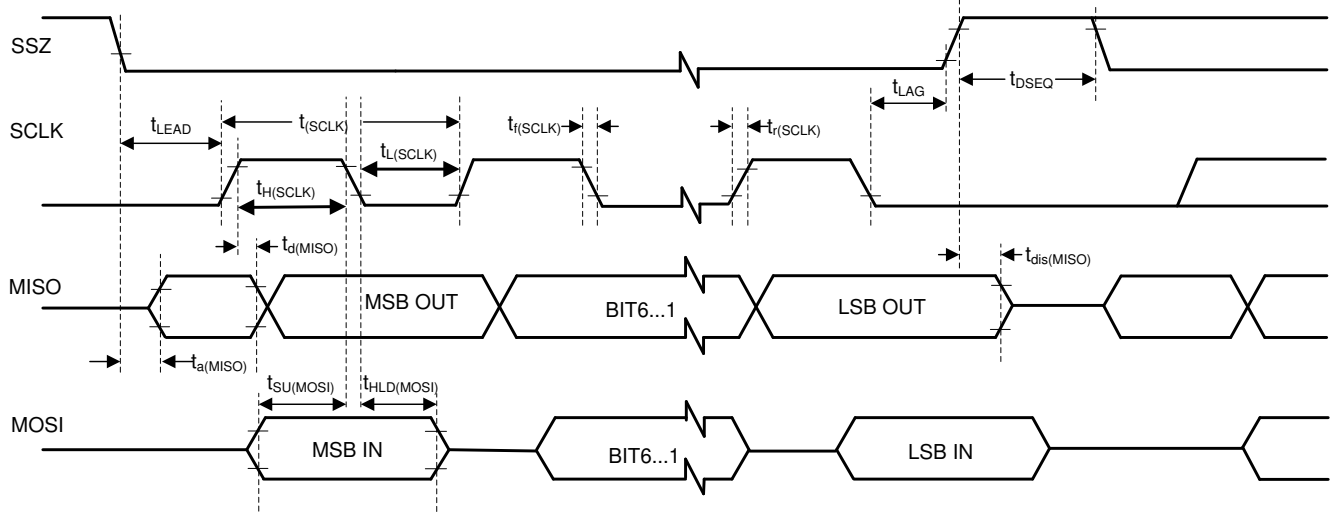 SSZ
tLAG
tDSEQ
SCLK
tLEAD
t(SCLK)
tf(SCLK)
tr(SCLK)
tL(SCLK)
tH(SCLK)
td(MISO)
tdis(MISO)
MISO
MSB OUT
BIT6...1
LSB OUT
ta(MISO)
tSU(MOSI)
tHLD(MOSI)
MOSI
MSB IN
BIT6...1
LSB IN